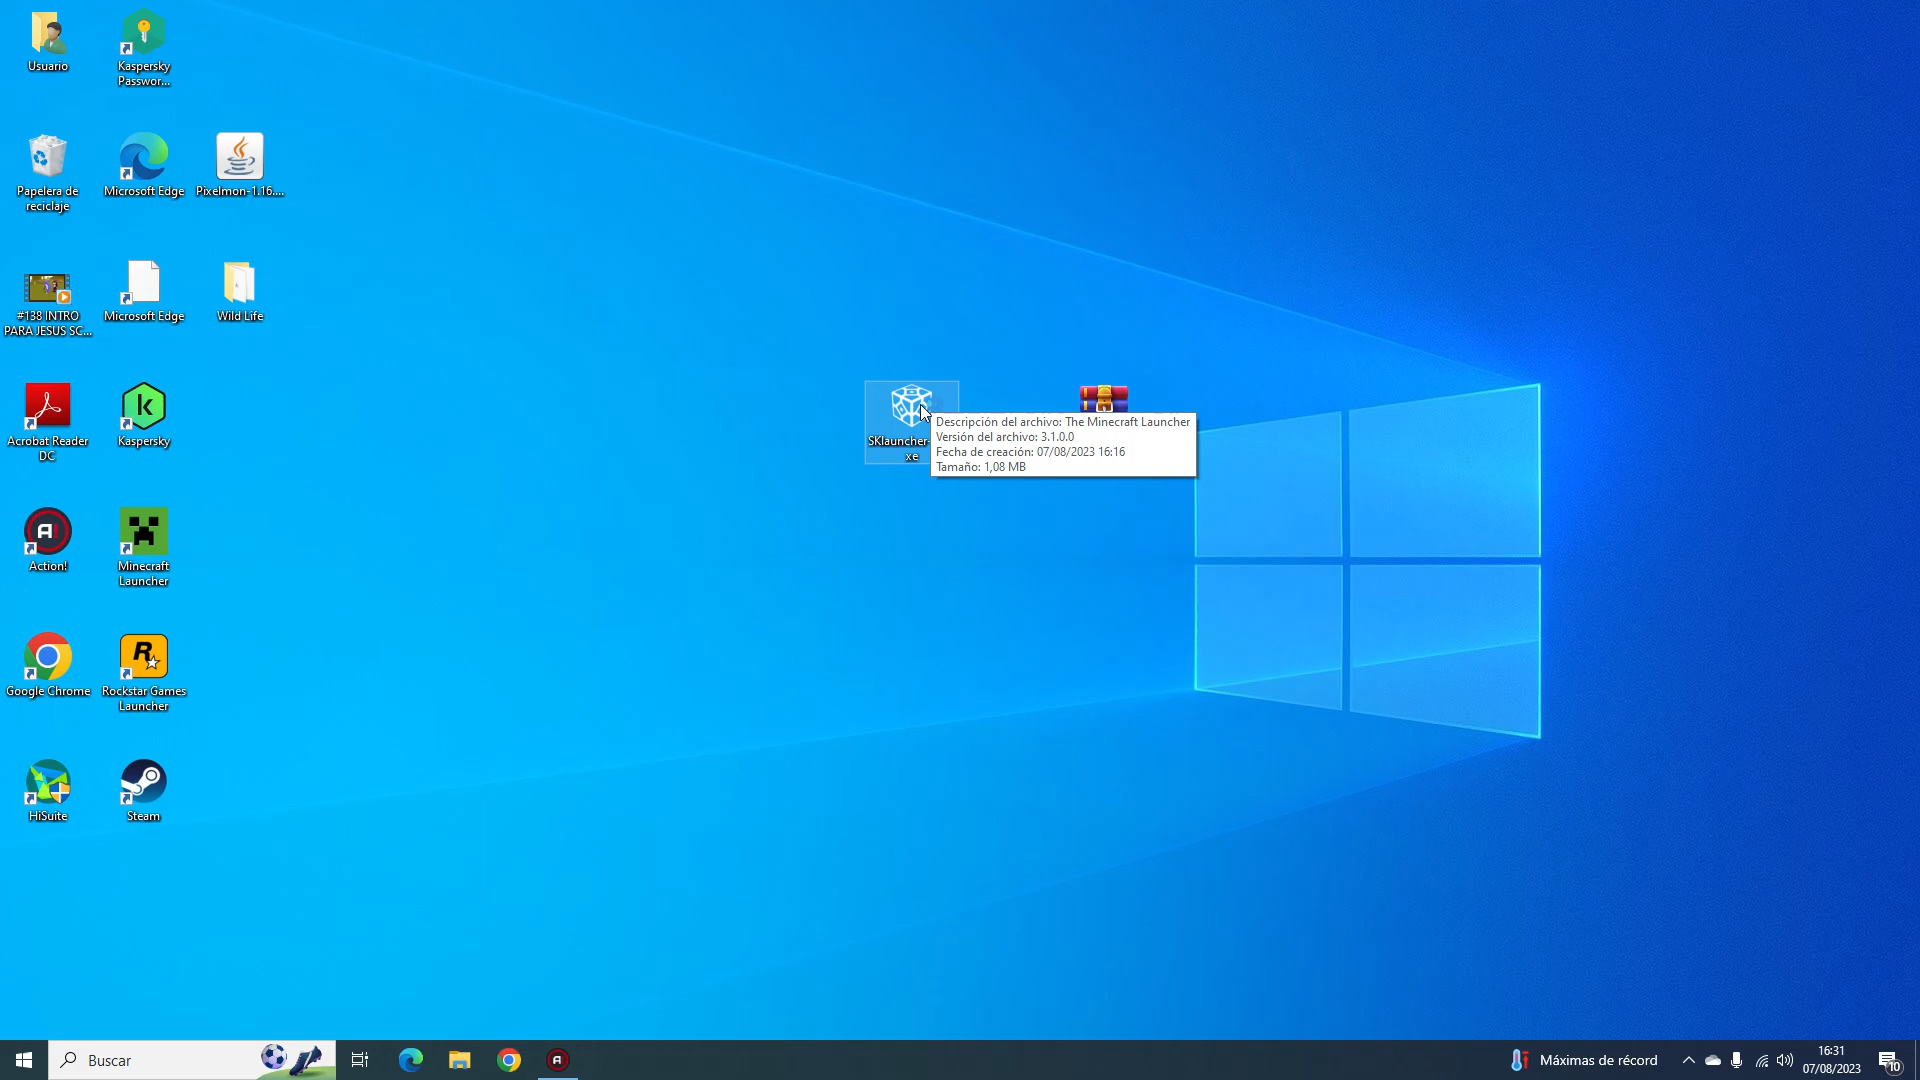 Usuario
Kaspersky
Passwor...
Papelera de
reciclaje
Microsoft Edge
Pixelmon-1.16....
#138 INTRO
PARA JESUS SC...
Microsoft Edge
Wild Life
Acrobat Reader
DC
Kaspersky
SKlauncher-
xe
Descripción del archivo: The Minecraft Launcher
Versión del archivo: 3.1.0.0
Fecha de creación: 07/08/2023 16:16
Tamaño: 1,08 MB
Action!
Minecraft
Launcher
Google Chrome
Rockstar Games
Launcher
HiSuite
Steam
Buscar
Máximas de récord
16:31
07/08/2023
10